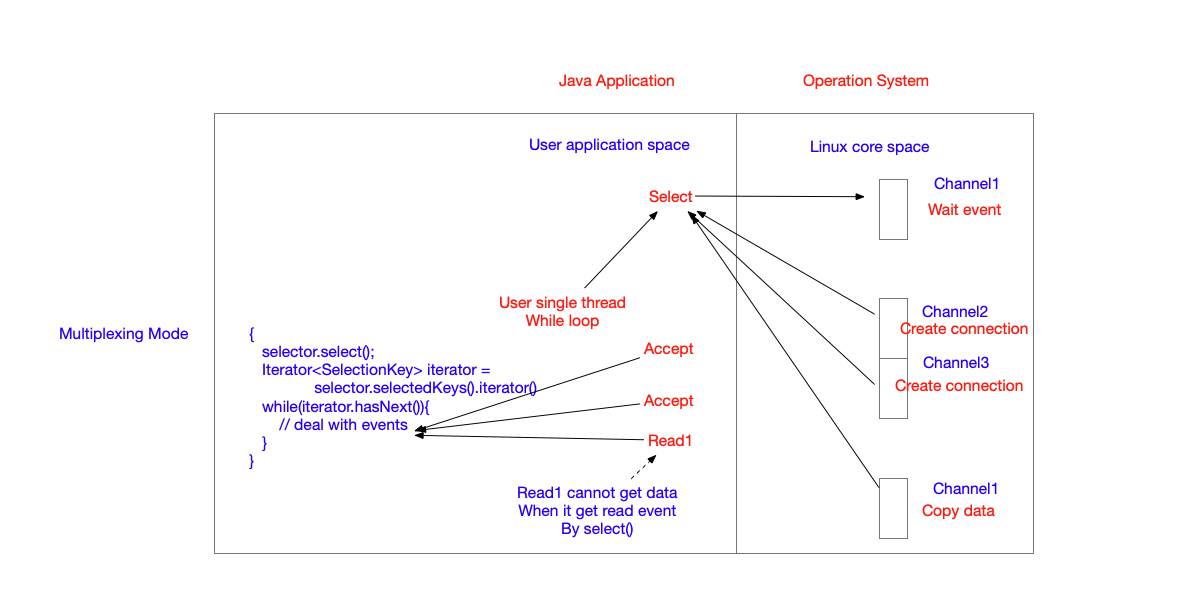 Java Application
Operation System
User application space
Linux core space
Select
Channel1
Wait event
User single thread
While loop
Channel2
Create connection
Multiplexing Mode
{
selector.select();
Iterator<SelectionKey> iterator =
selector.selectedKeys().iterator()
while(iterator.hasNext()){
// deal with events
}
}
Accept
Accept
Read1
Channel3
Create connection
Read1 cannot get data
When it get read event
By select()
Channel1
Copy data